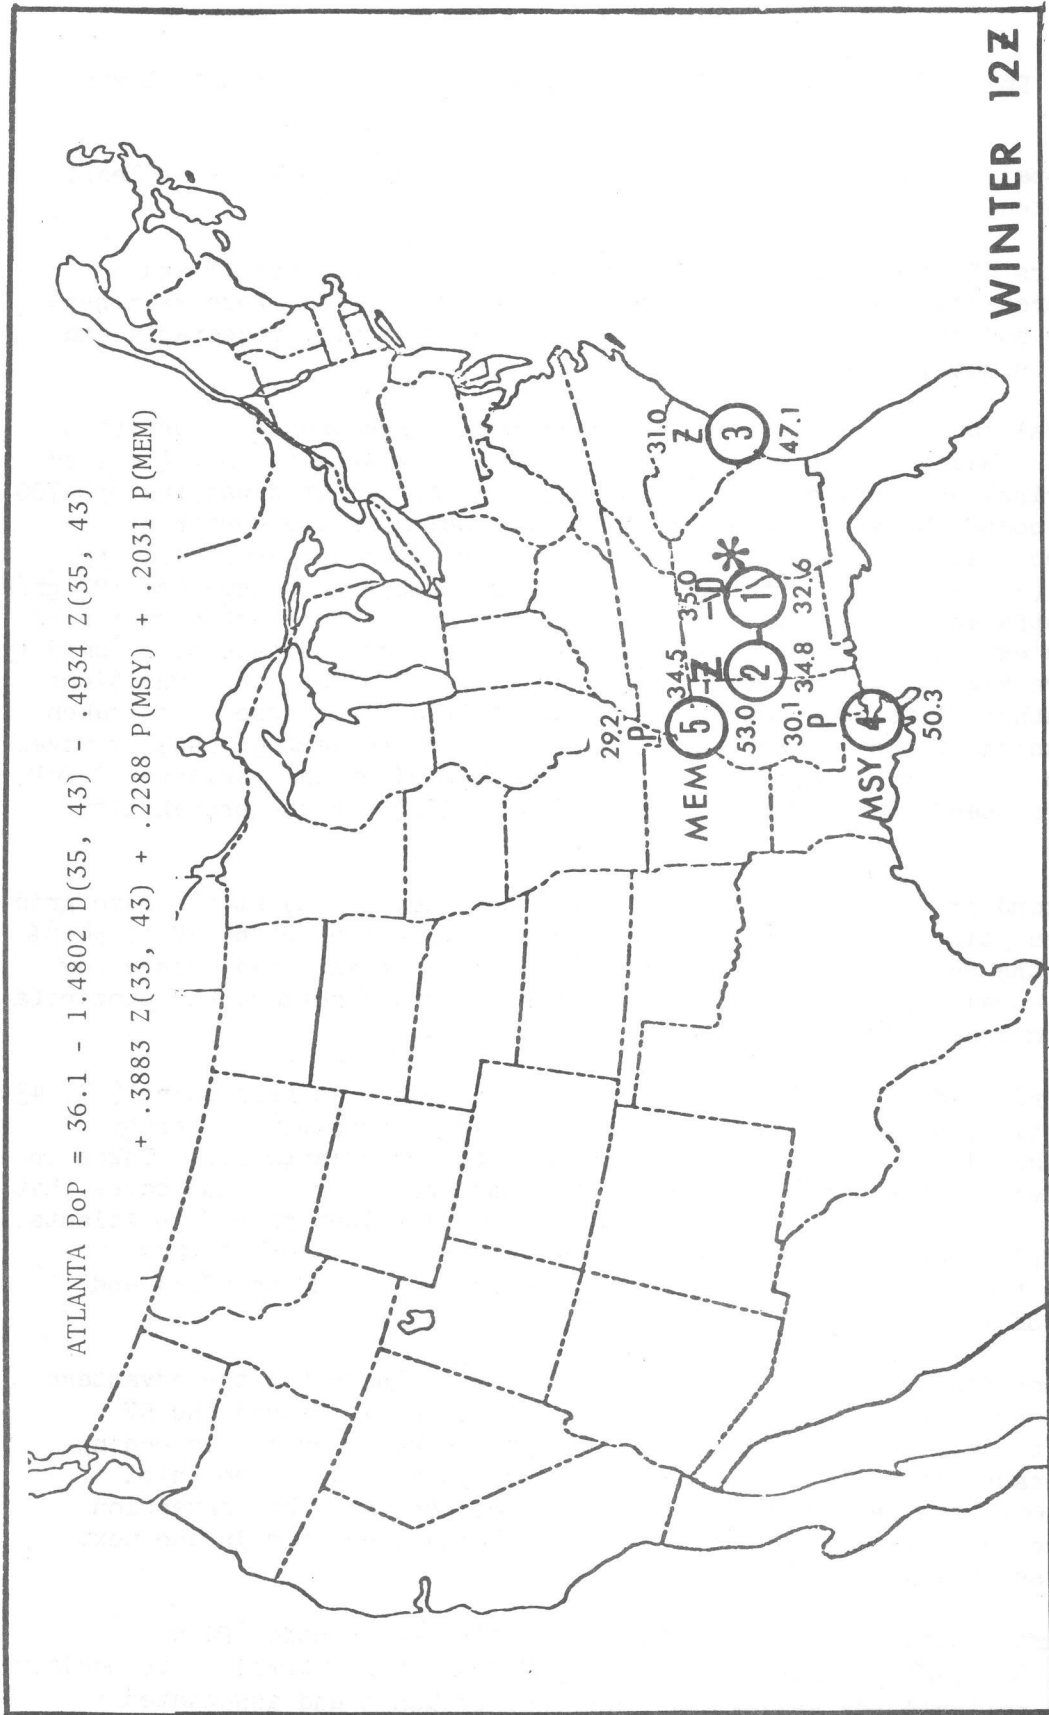 ATLANTA PoP = 36.1 - 1.4802 D(35, 43) - .4934 Z(35, 43)
+ .3883 Z(33, 43) + .2288 P(MSY) + .2031 P(MEM)
29.2
P
5
MEM
53.0
34.5
-Z
2
34.8
35.0
-D
1
32.6
*
31.0
Z
3
47.1
30.1
P
4
MSY
50.3
WINTER 12Z